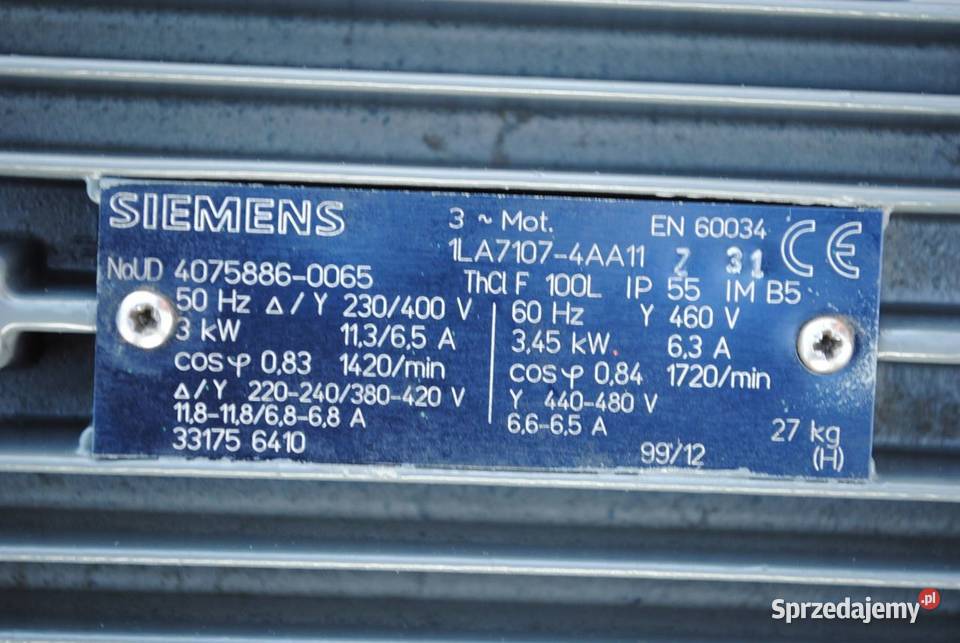 SIEMENS 3 ~ Mot. EN 60034 CE
1LA7107-4AA11 Z 31
NoUD 4075886-0065 ThCl F 100L IP 55 IM B5
50 Hz Δ/Y 230/400 V 60 Hz Y 460 V
3 kW 11,3/6,5 A 3,45 kW 6,3 A
cosφ 0,83 1420/min cosφ 0,84 1720/min
Δ/Y 220-240/380-420 V Y 440-480 V
11,8-11,8/6,8-6,8 A 6,6-6,5 A 27 kg
33175 6410 99/12 (H)
Sprzedajemy.pl